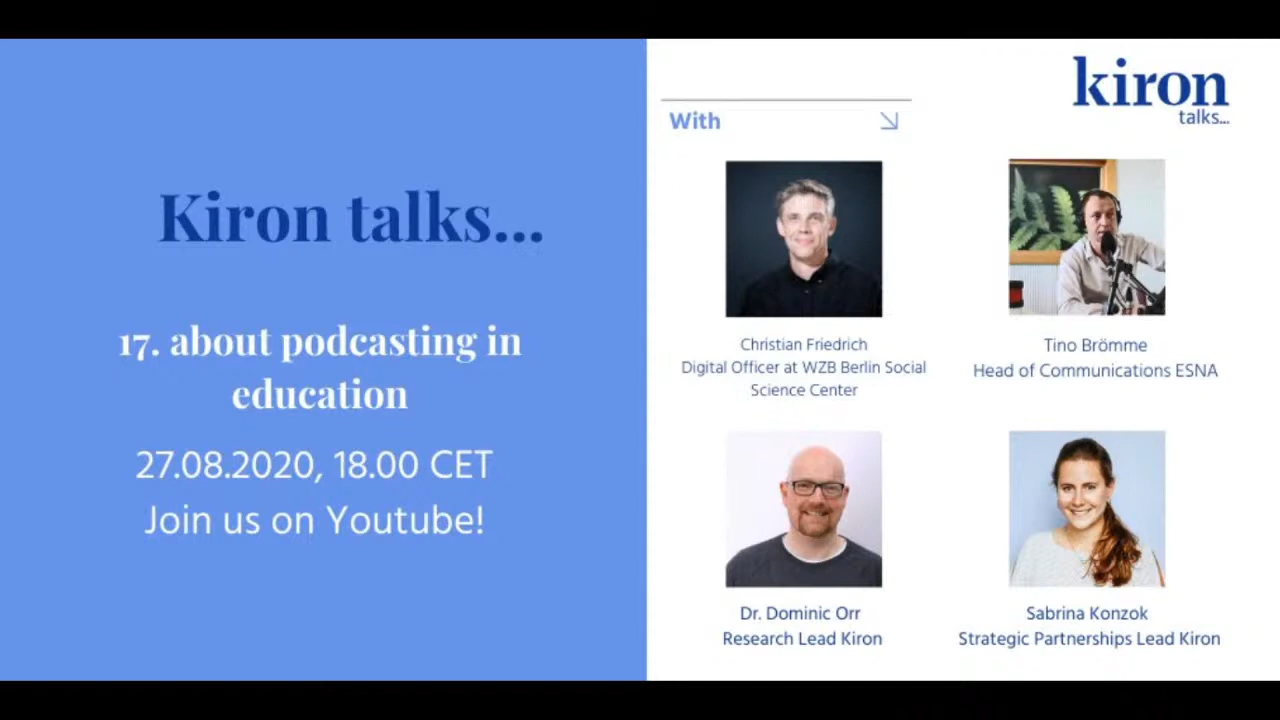 Kiron talks...
17. about podcasting in
education
27.08.2020, 18.00 CET
Join us on Youtube!
kiron
talks...
With
Christian Friedrich
Digital Officer at WZB Berlin Social
Science Center
Tino Brömme
Head of Communications ESNA
Dr. Dominic Orr
Research Lead Kiron
Sabrina Konzok
Strategic Partnerships Lead Kiron